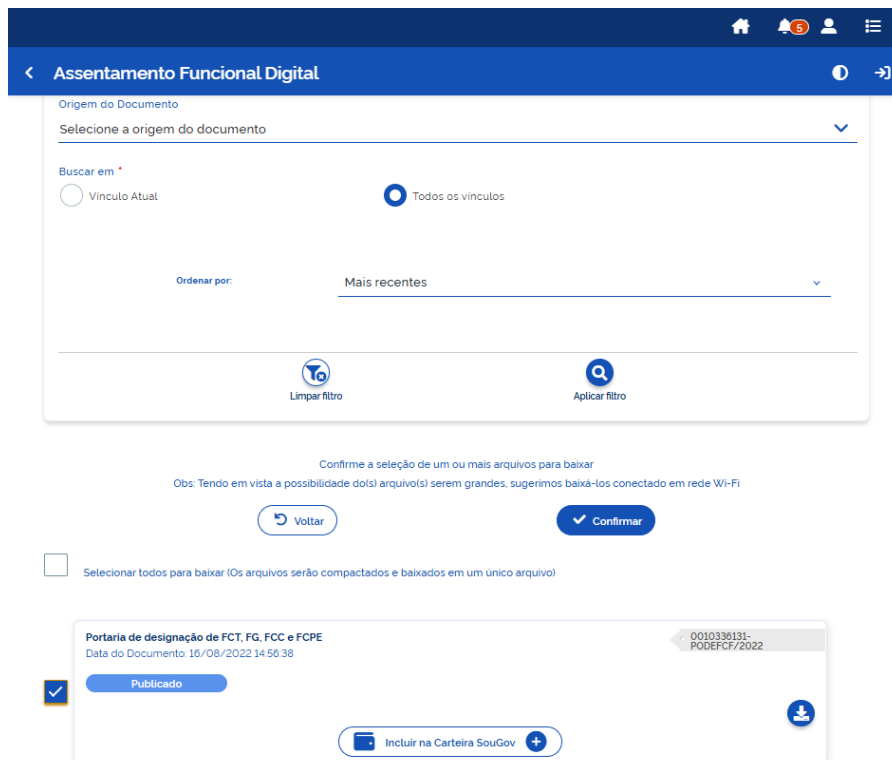 5
Assentamento Funcional Digital
Origem do Documento
Selecione a origem do documento
Buscar em *
Vínculo Atual
Todos os vínculos
Ordenar por:
Mais recentes
Limpar filtro
Aplicar filtro
Confirme a seleção de um ou mais arquivos para baixar
Obs: Tendo em vista a possibilidade do(s) arquivo(s) serem grandes, sugerimos baixá-los conectado em rede Wi-Fi
Voltar
Confirmar
Selecionar todos para baixar (Os arquivos serão compactados e baixados em um único arquivo)
Portaria de designação de FCT, FG, FCC e FCPE
0010336131-
PODEFCF/2022
Data do Documento: 16/08/2022 14:56:38
Publicado
Incluir na Carteira SouGov